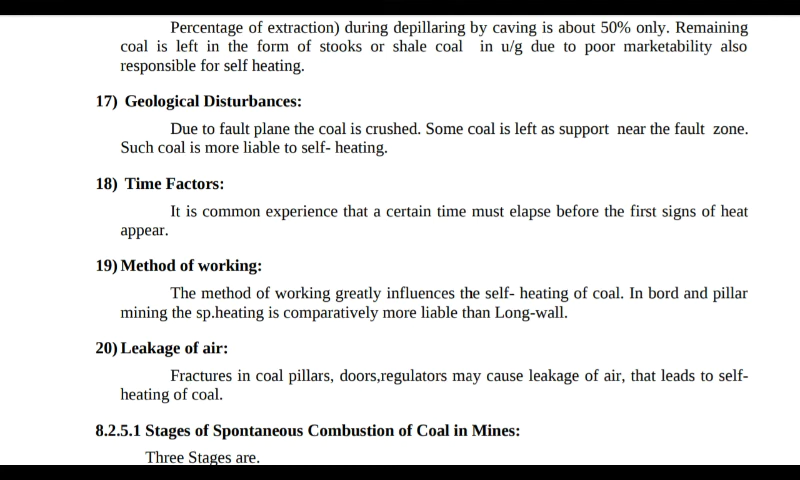 Percentage of extraction) during depillaring by caving is about 50% only. Remaining
coal is left in the form of stooks or shale coal in u/g due to poor marketability also
responsible for self heating.
17) Geological Disturbances:
Due to fault plane the coal is crushed. Some coal is left as support near the fault zone.
Such coal is more liable to self- heating.
18) Time Factors:
It is common experience that a certain time must elapse before the first signs of heat
appear.
19) Method of working:
The method of working greatly influences the self- heating of coal. In bord and pillar
mining the sp.heating is comparatively more liable than Long-wall.
20) Leakage of air:
Fractures in coal pillars, doors,regulators may cause leakage of air, that leads to self-
heating of coal.
8.2.5.1 Stages of Spontaneous Combustion of Coal in Mines:
Three Stages are.